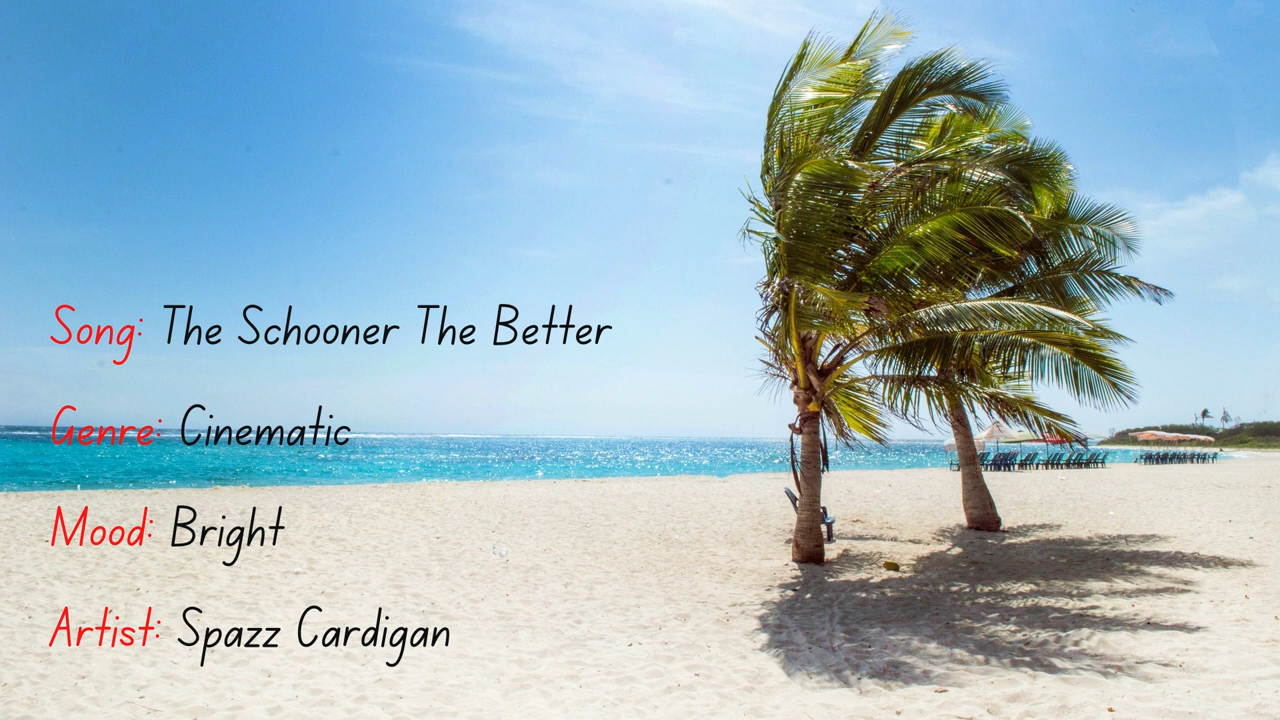 Song: The Schooner The Better
Genre: Cinematic
Mood: Bright
Artist: Spazz Cardigan